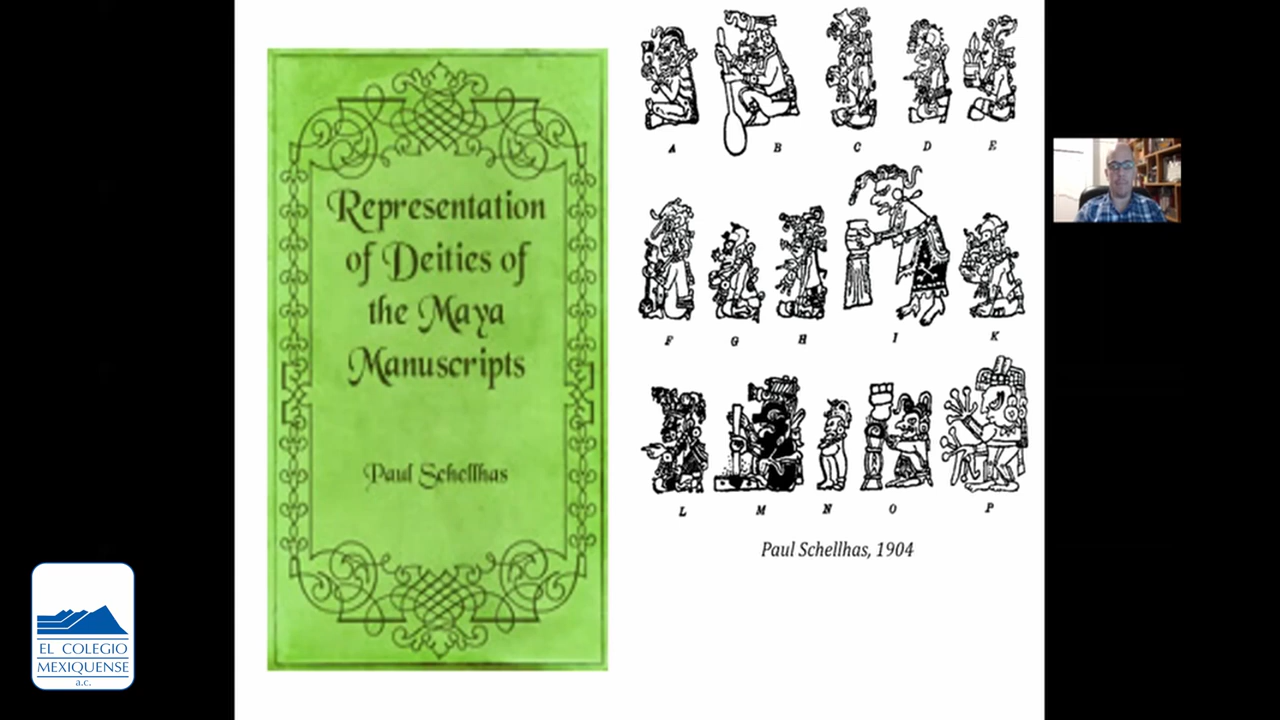 Representation
of Deities of
the Maya
Manuscripts
Paul Schellhas
A B C D E
F G H I K
L M N O P
Paul Schellhas, 1904
EL COLEGIO
MEXIQUENSE
a.c.